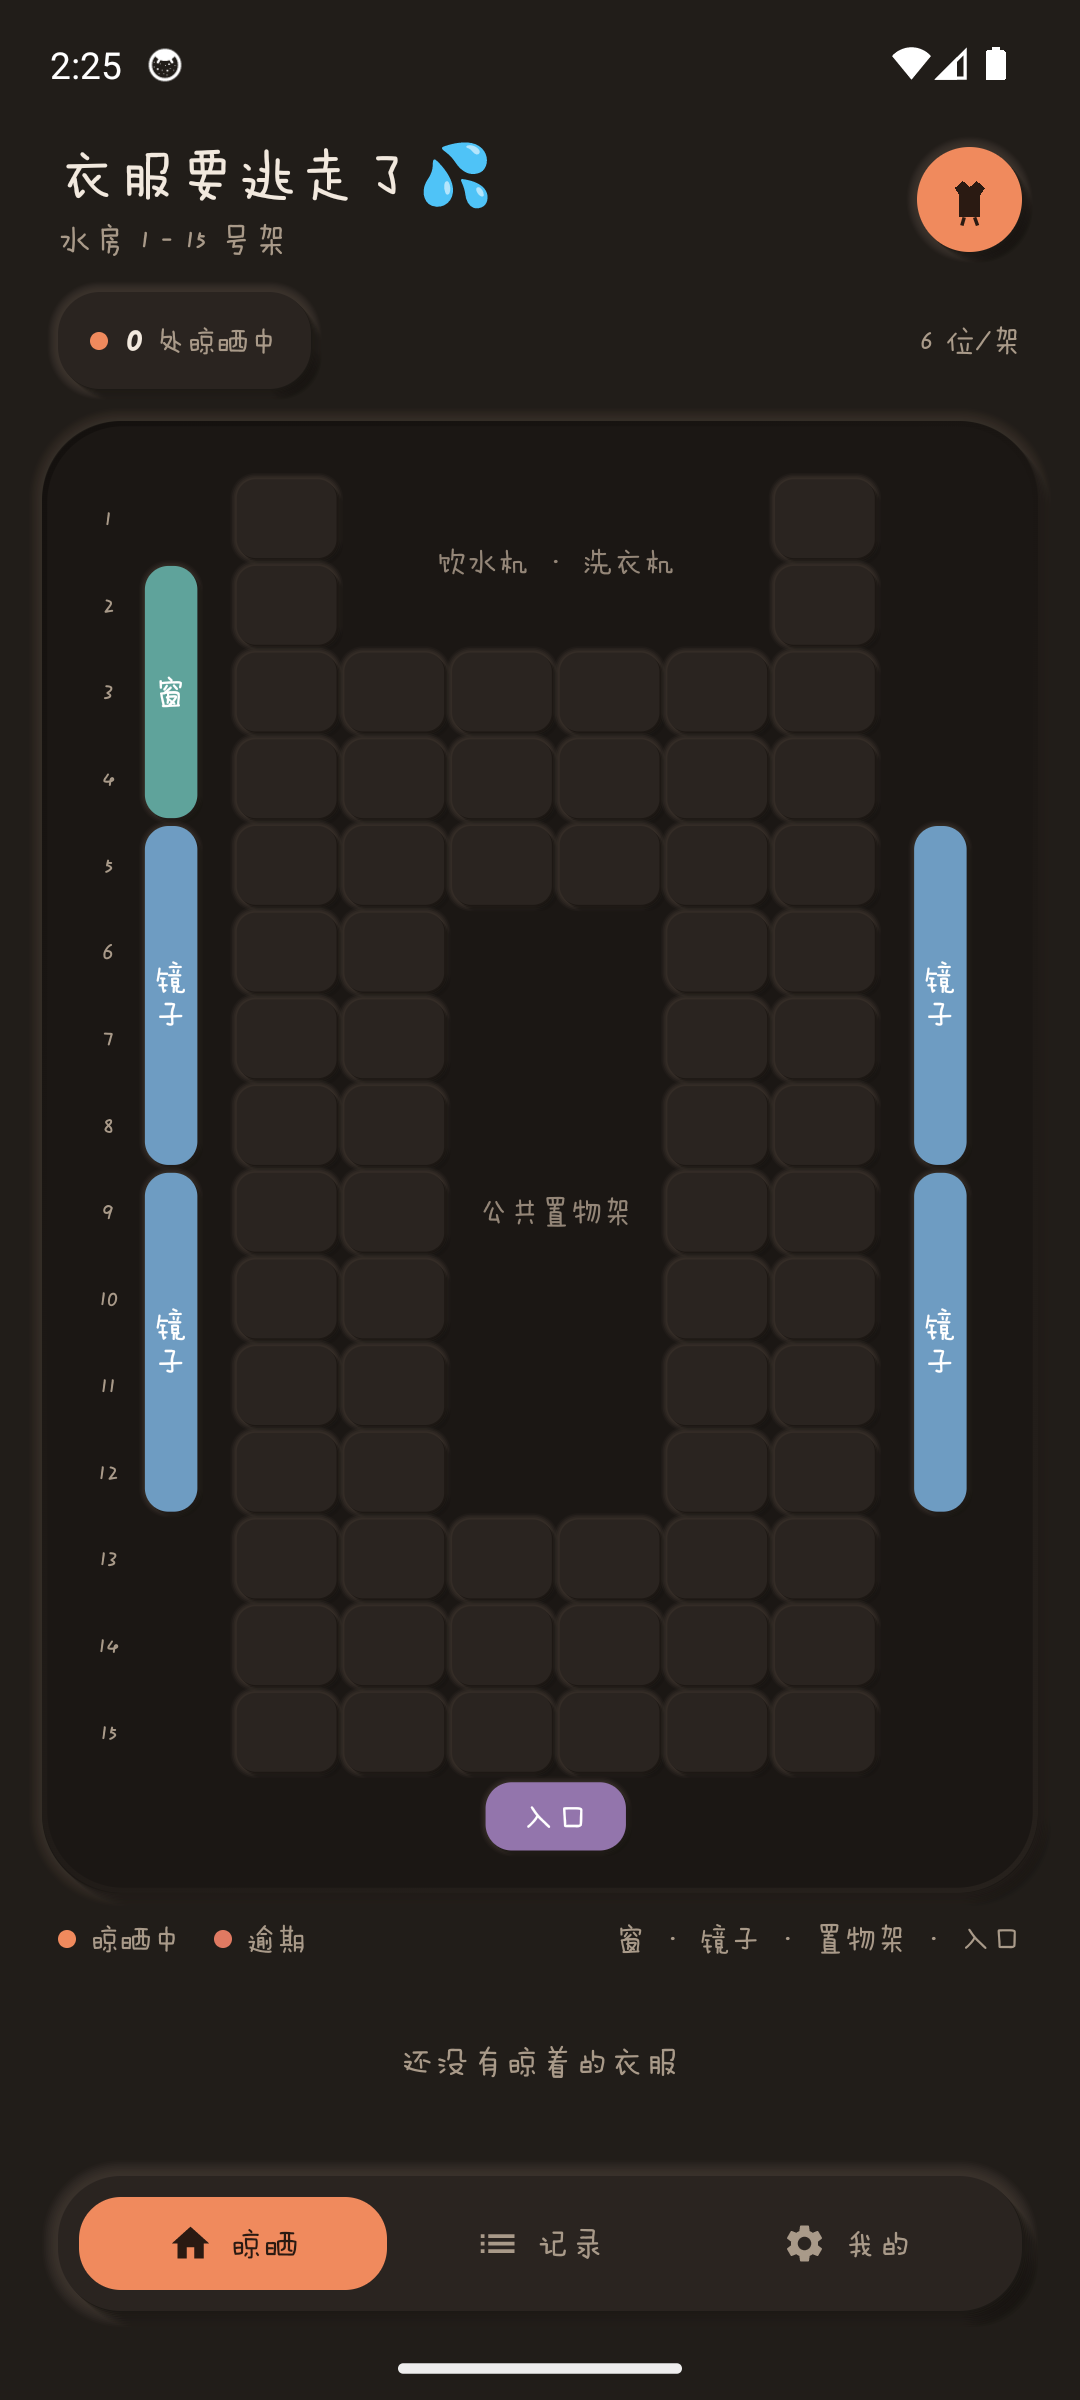 2:25
衣服要逃走了💦
水房 1-15 号架
0 处晾晒中
6 位/架
1
饮水机 · 洗衣机
2
3
窗
4
5
6
镜子
镜子
7
8
9
公共置物架
10
镜子
镜子
11
12
13
14
15
入口
晾晒中 逾期
窗 · 镜子 · 置物架 · 入口
还没有晾着的衣服
晾晒
记录
我的